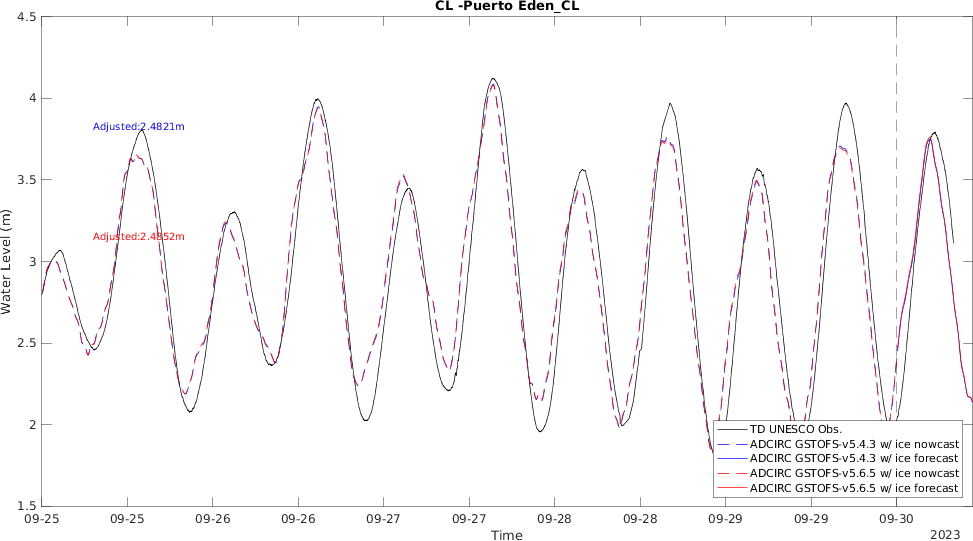 CL -Puerto Eden_CL
4.5
4
3.5
3
2.5
2
1.5
Water Level (m)
Adjusted:2.4821m
Adjusted:2.4852m
TD UNESCO Obs.
ADCIRC GSTOFS-v5.4.3 w/ ice nowcast
ADCIRC GSTOFS-v5.4.3 w/ ice forecast
ADCIRC GSTOFS-v5.6.5 w/ ice nowcast
ADCIRC GSTOFS-v5.6.5 w/ ice forecast
09-25 09-25 09-26 09-26 09-27 09-27 09-28 09-28 09-29 09-29 09-30
Time
2023